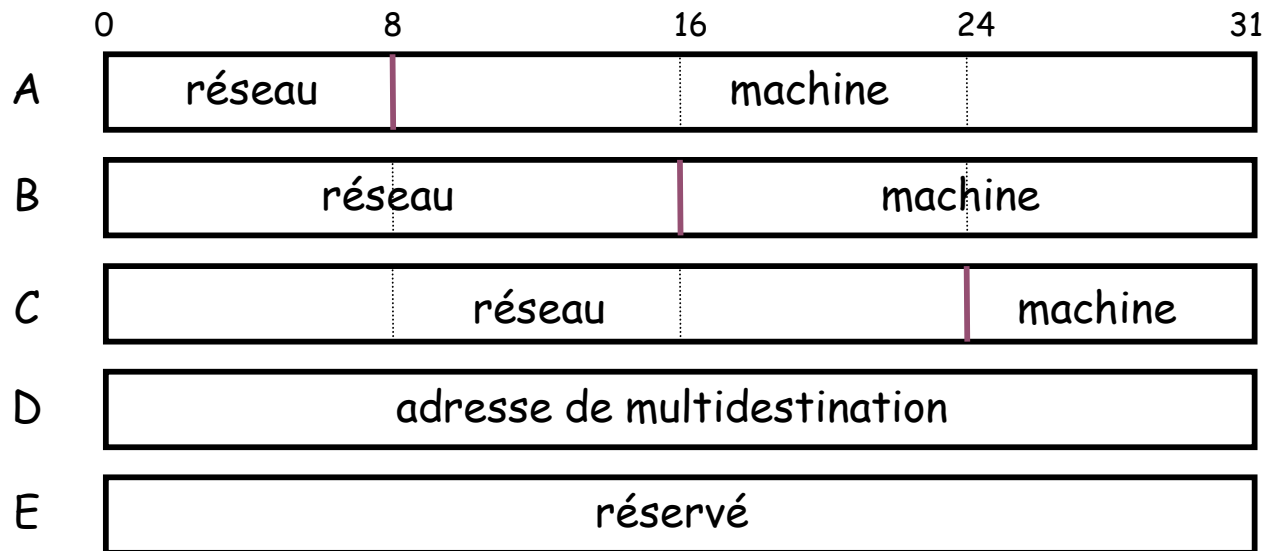 0 8 16 24 31
A réseau machine
B réseau machine
C réseau machine
D adresse de multidestination
E réservé